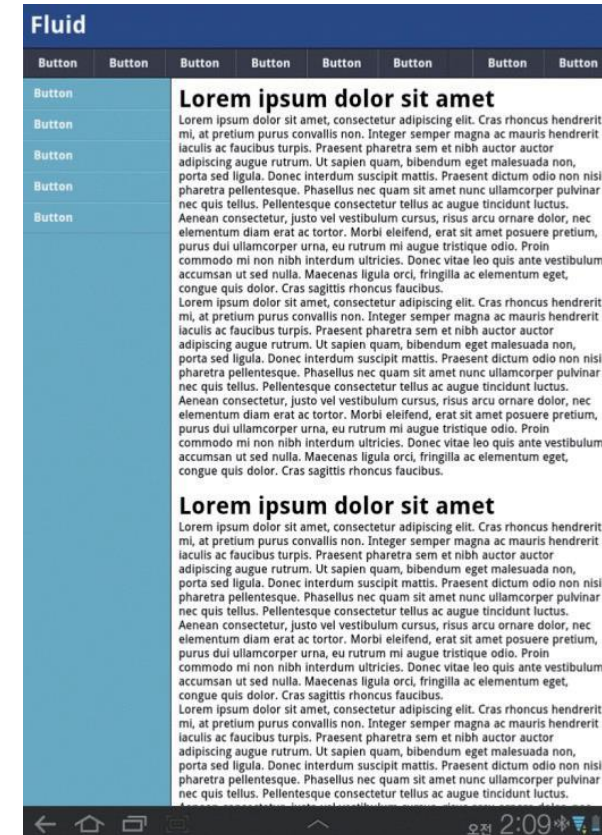 Fluid
Button Button Button Button Button Button Button Button
Button
Button
Button
Button
Button
Lorem ipsum dolor sit amet
Lorem ipsum dolor sit amet, consectetur adipiscing elit. Cras rhoncus hendrerit
mi, at pretium purus convallis non. Integer semper magna ac mauris hendrerit
iaculis ac faucibus turpis. Praesent pharetra sem et nibh auctor auctor
adipiscing augue rutrum. Ut sapien quam, bibendum eget malesuada non,
porta sed ligula. Donec interdum suscipit mattis. Praesent dictum odio non nisi
pharetra pellentesque. Phasellus nec quam sit amet nunc ullamcorper pulvinar
nec quis tellus. Pellentesque consectetur tellus ac augue tincidunt luctus.
Aenean consectetur, justo vel vestibulum cursus, risus arcu ornare dolor, nec
elementum diam erat ac tortor. Morbi eleifend, erat sit amet posuere pretium,
purus dui ullamcorper urna, eu rutrum mi augue tristique odio. Proin
commodo mi non nibh interdum ultricies. Donec vitae leo quis ante vestibulum
accumsan ut sed nulla. Maecenas ligula orci, fringilla ac elementum eget,
congue quis dolor. Cras sagittis rhoncus faucibus.
Lorem ipsum dolor sit amet, consectetur adipiscing elit. Cras rhoncus hendrerit
mi, at pretium purus convallis non. Integer semper magna ac mauris hendrerit
iaculis ac faucibus turpis. Praesent pharetra sem et nibh auctor auctor
adipiscing augue rutrum. Ut sapien quam, bibendum eget malesuada non,
porta sed ligula. Donec interdum suscipit mattis. Praesent dictum odio non nisi
pharetra pellentesque. Phasellus nec quam sit amet nunc ullamcorper pulvinar
nec quis tellus. Pellentesque consectetur tellus ac augue tincidunt luctus.
Aenean consectetur, justo vel vestibulum cursus, risus arcu ornare dolor, nec
elementum diam erat ac tortor. Morbi eleifend, erat sit amet posuere pretium,
purus dui ullamcorper urna, eu rutrum mi augue tristique odio. Proin
commodo mi non nibh interdum ultricies. Donec vitae leo quis ante vestibulum
accumsan ut sed nulla. Maecenas ligula orci, fringilla ac elementum eget,
congue quis dolor. Cras sagittis rhoncus faucibus.
Lorem ipsum dolor sit amet
Lorem ipsum dolor sit amet, consectetur adipiscing elit. Cras rhoncus hendrerit
mi, at pretium purus convallis non. Integer semper magna ac mauris hendrerit
iaculis ac faucibus turpis. Praesent pharetra sem et nibh auctor auctor
adipiscing augue rutrum. Ut sapien quam, bibendum eget malesuada non,
porta sed ligula. Donec interdum suscipit mattis. Praesent dictum odio non nisi
pharetra pellentesque. Phasellus nec quam sit amet nunc ullamcorper pulvinar
nec quis tellus. Pellentesque consectetur tellus ac augue tincidunt luctus.
Aenean consectetur, justo vel vestibulum cursus, risus arcu ornare dolor, nec
elementum diam erat ac tortor. Morbi eleifend, erat sit amet posuere pretium,
purus dui ullamcorper urna, eu rutrum mi augue tristique odio. Proin
commodo mi non nibh interdum ultricies. Donec vitae leo quis ante vestibulum
accumsan ut sed nulla. Maecenas ligula orci, fringilla ac elementum eget,
congue quis dolor. Cras sagittis rhoncus faucibus.
Lorem ipsum dolor sit amet, consectetur adipiscing elit. Cras rhoncus hendrerit
mi, at pretium purus convallis non. Integer semper magna ac mauris hendrerit
iaculis ac faucibus turpis. Praesent pharetra sem et nibh auctor auctor
adipiscing augue rutrum. Ut sapien quam, bibendum eget malesuada non,
porta sed ligula. Donec interdum suscipit mattis. Praesent dictum odio non nisi
pharetra pellentesque. Phasellus nec quam sit amet nunc ullamcorper pulvinar
nec quis tellus. Pellentesque consectetur tellus ac augue tincidunt luctus.
오전 2:09